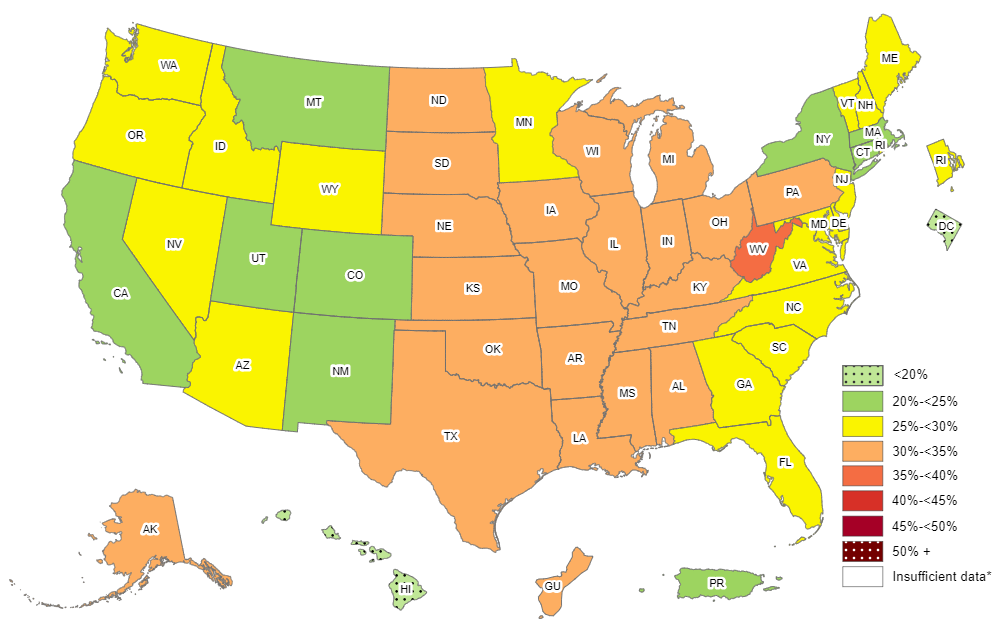 WA
MT
ND
MN
ME
VT
NH
OR
ID
SD
WI
MI
NY
MA
CT
RI
RI
WY
NE
IA
PA
NJ
NV
UT
CO
IL
IN
OH
MD
DE
DC
WV
VA
CA
KS
MO
KY
NC
AZ
NM
OK
AR
TN
SC
MS
AL
GA
TX
LA
FL
AK
HI
GU
PR
<20%
20%-<25%
25%-<30%
30%-<35%
35%-<40%
40%-<45%
45%-<50%
50% +
Insufficient data*